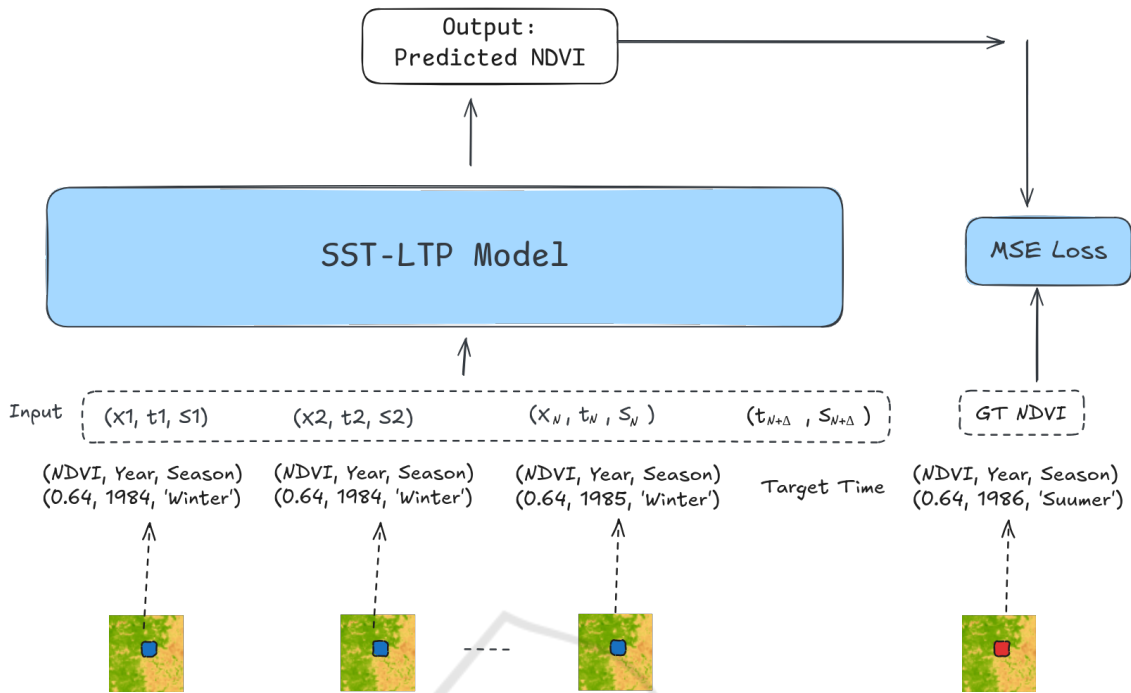 Output:
Predicted NDVI
SST-LTP Model
MSE Loss
Input
(x1, t1, S1)
(x2, t2, S2)
(x_N, t_N, S_N)
(t_N+Δ, S_N+Δ)
GT NDVI
(NDVI, Year, Season)
(0.64, 1984, 'Winter')
(NDVI, Year, Season)
(0.64, 1984, 'Winter')
(NDVI, Year, Season)
(0.64, 1985, 'Winter')
Target Time
(NDVI, Year, Season)
(0.64, 1986, 'Suumer')